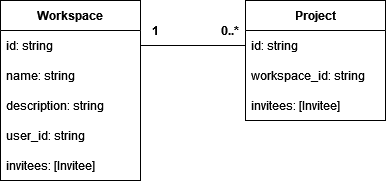 Workspace
id: string
name: string
description: string
user_id: string
invitees: [Invitee]
1
0..*
Project
id: string
workspace_id: string
invitees: [Invitee]